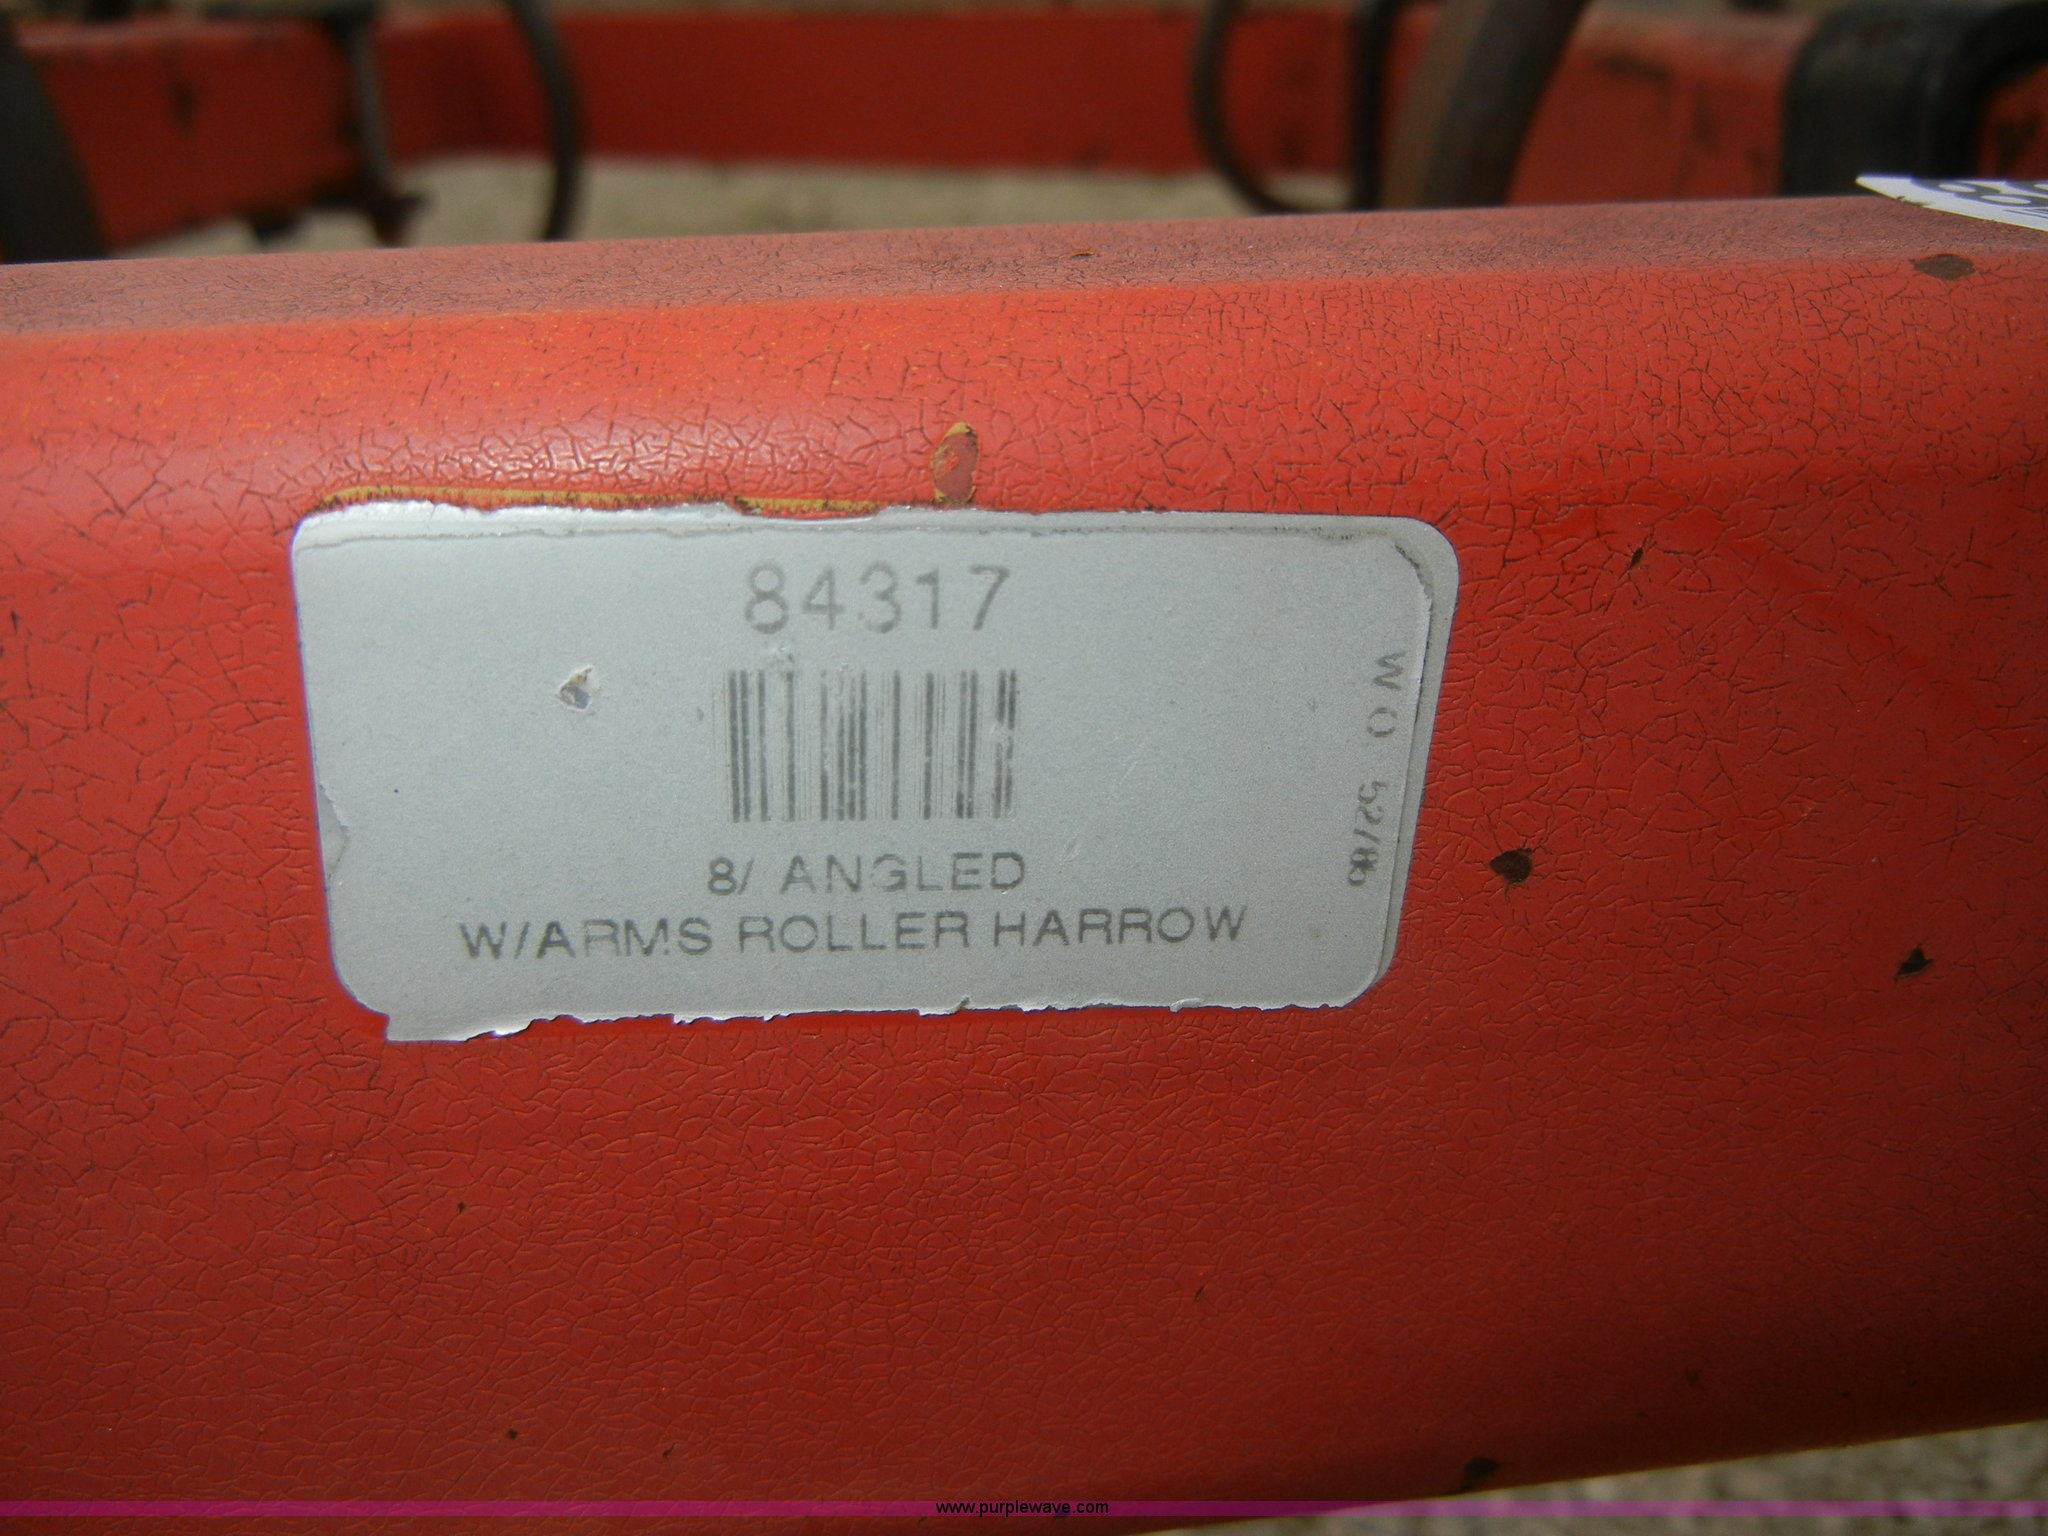 84317
8/ ANGLED
W/ARMS ROLLER HARROW
W O
www.purplewave.com